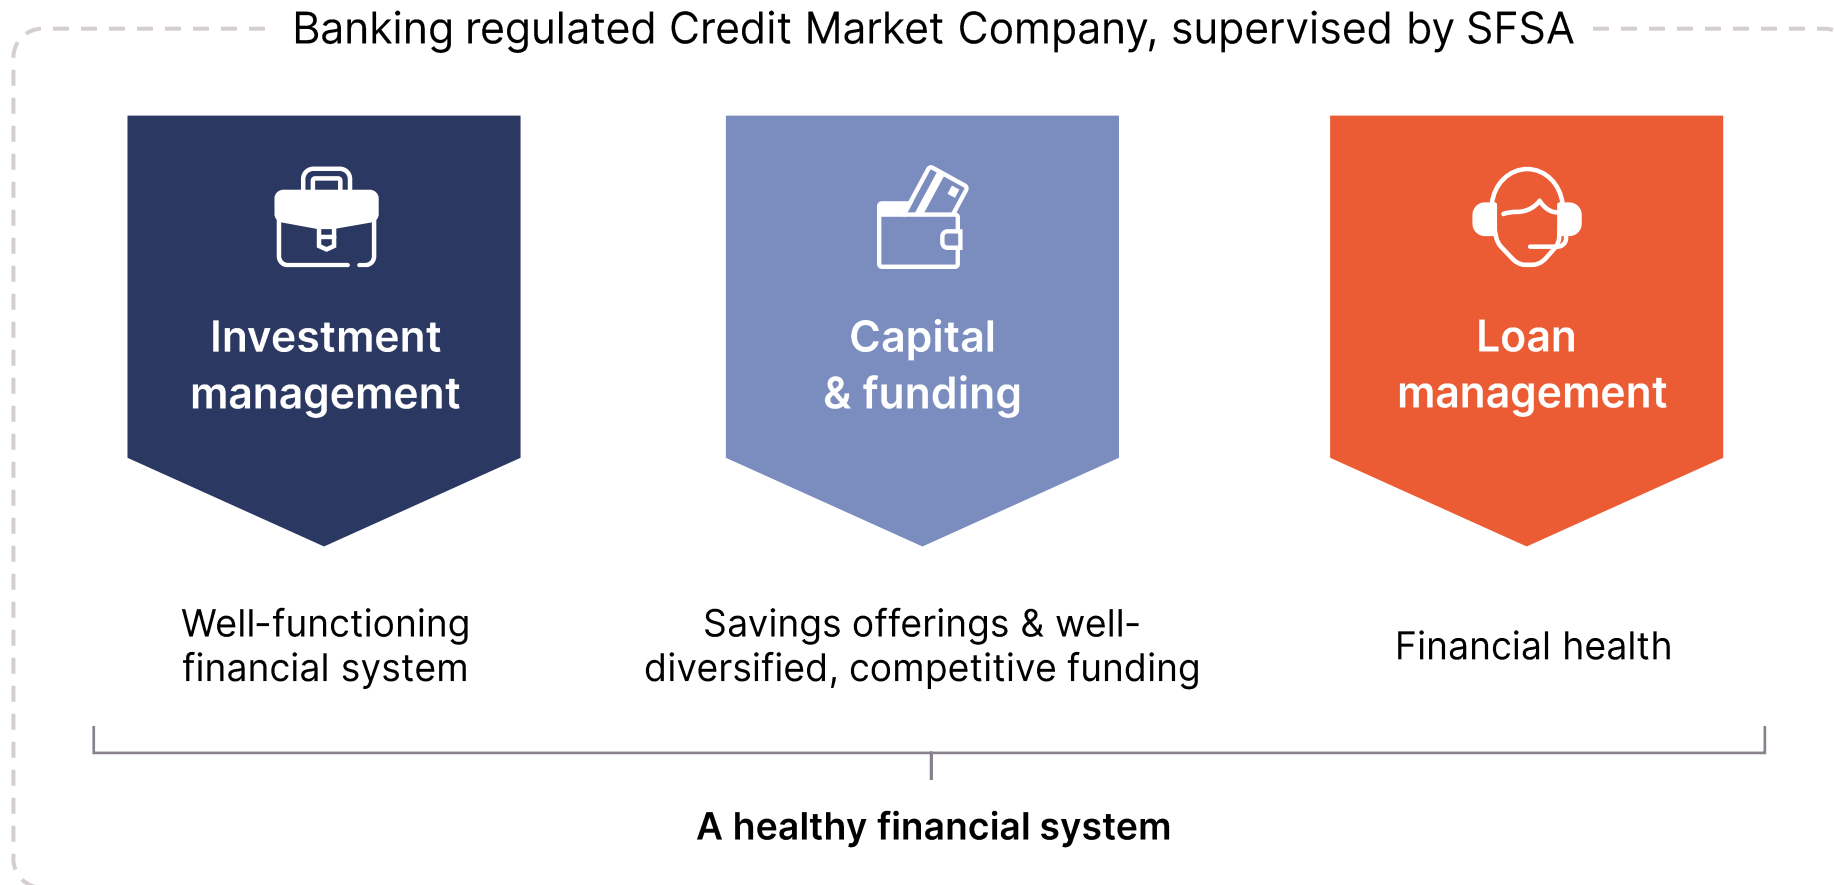 Banking regulated Credit Market Company, supervised by SFSA
Investment
management
Capital
& funding
Loan
management
Well-functioning
financial system
Savings offerings & well-
diversified, competitive funding
Financial health
A healthy financial system